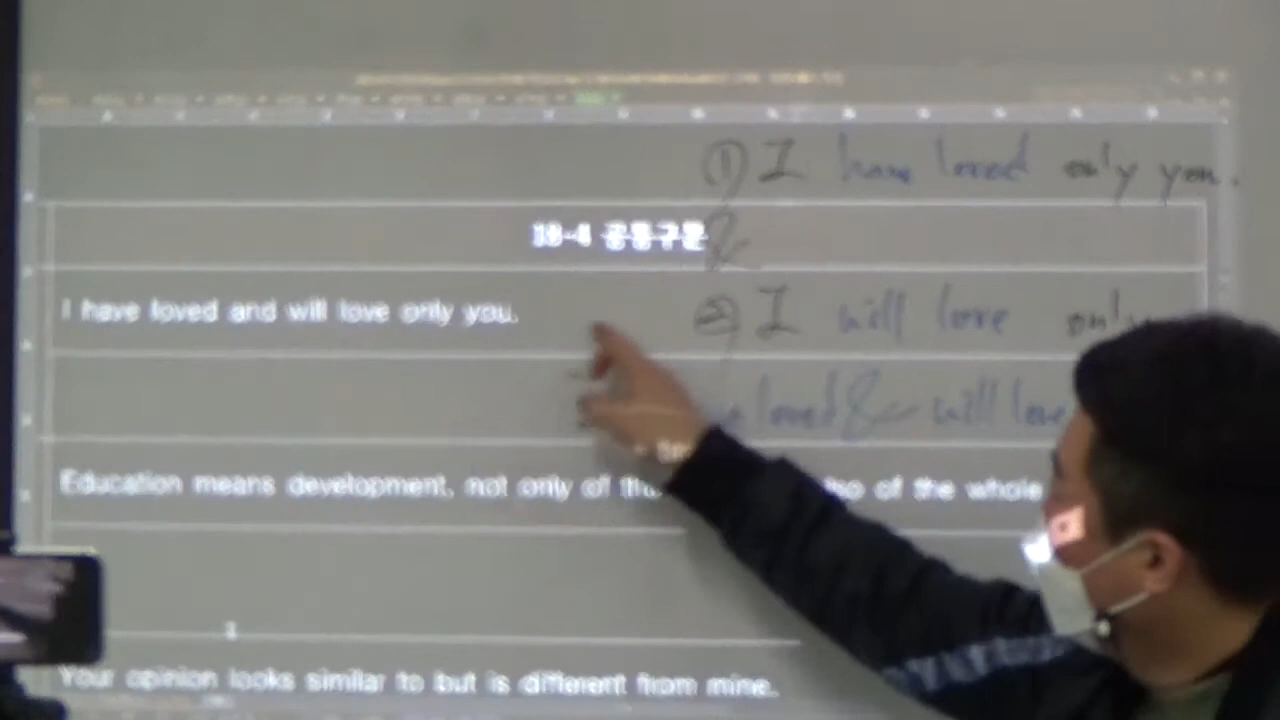 ① I have loved only you.
18-4 공통구문
&
I have loved and will love only you.
② I will love only
loved & will love
Education means development, not only of the of the whole
Your opinion looks similar to but is different from mine.